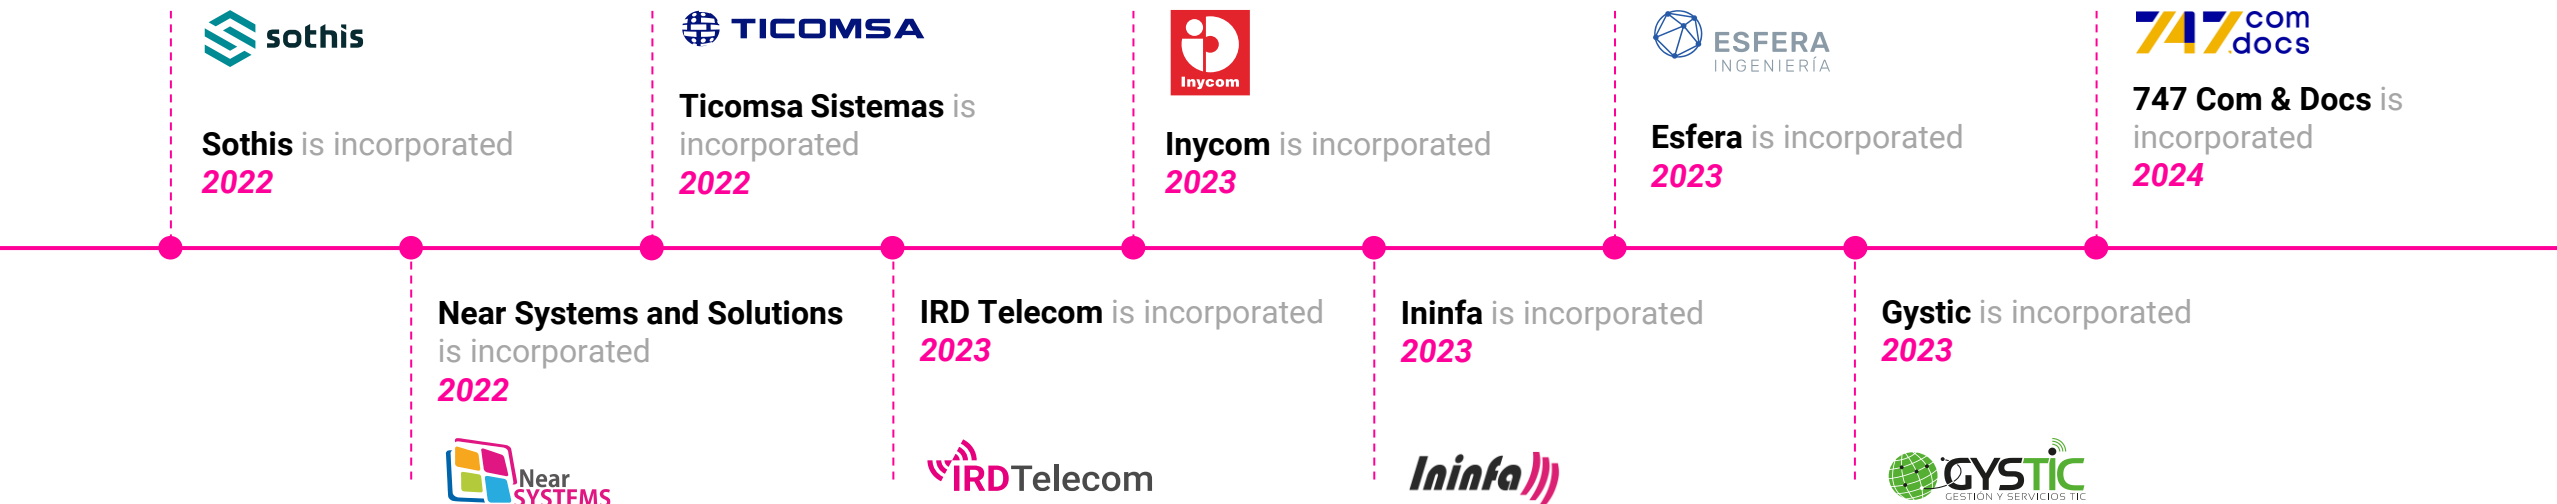 sothis
Sothis is incorporated
2022
TICOMSA
Ticomsa Sistemas is
incorporated
2022
Inycom
Inycom is incorporated
2023
ESFERA
INGENIERÍA
Esfera is incorporated
2023
747 com
.docs
747 Com & Docs is
incorporated
2024
Near Systems and Solutions
is incorporated
2022
Near
SYSTEMS
IRD Telecom is incorporated
2023
IRDTelecom
Ininfa is incorporated
2023
Ininfa
Gystic is incorporated
2023
GYSTIC
GESTIÓN Y SERVICIOS TIC